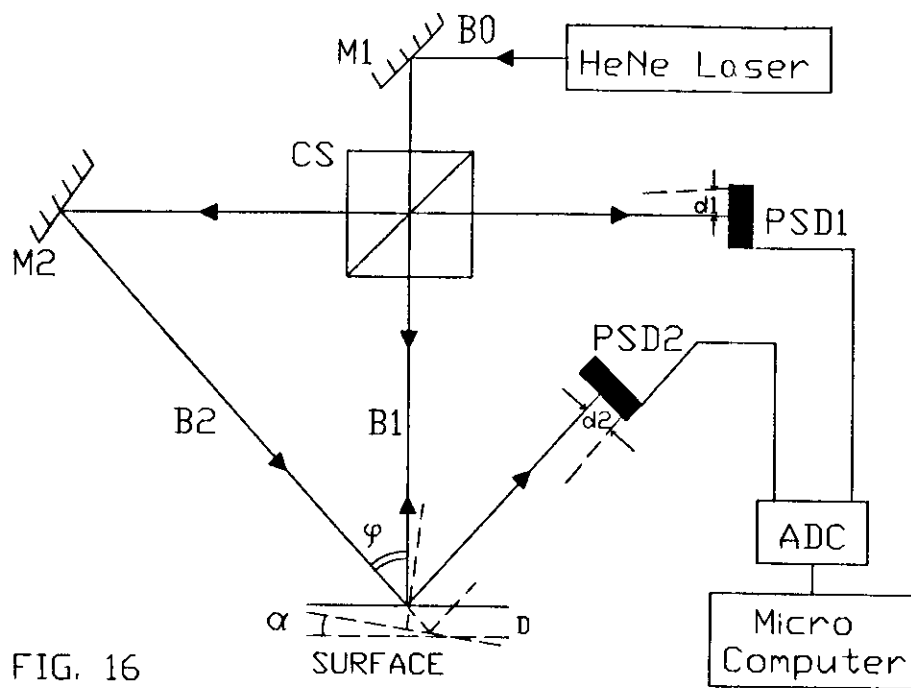 B0
M1
HeNe Laser
CS
d1
PSD1
M2
PSD2
d2
B2
B1
φ
ADC
α
D
Micro
Computer
FIG. 16
SURFACE